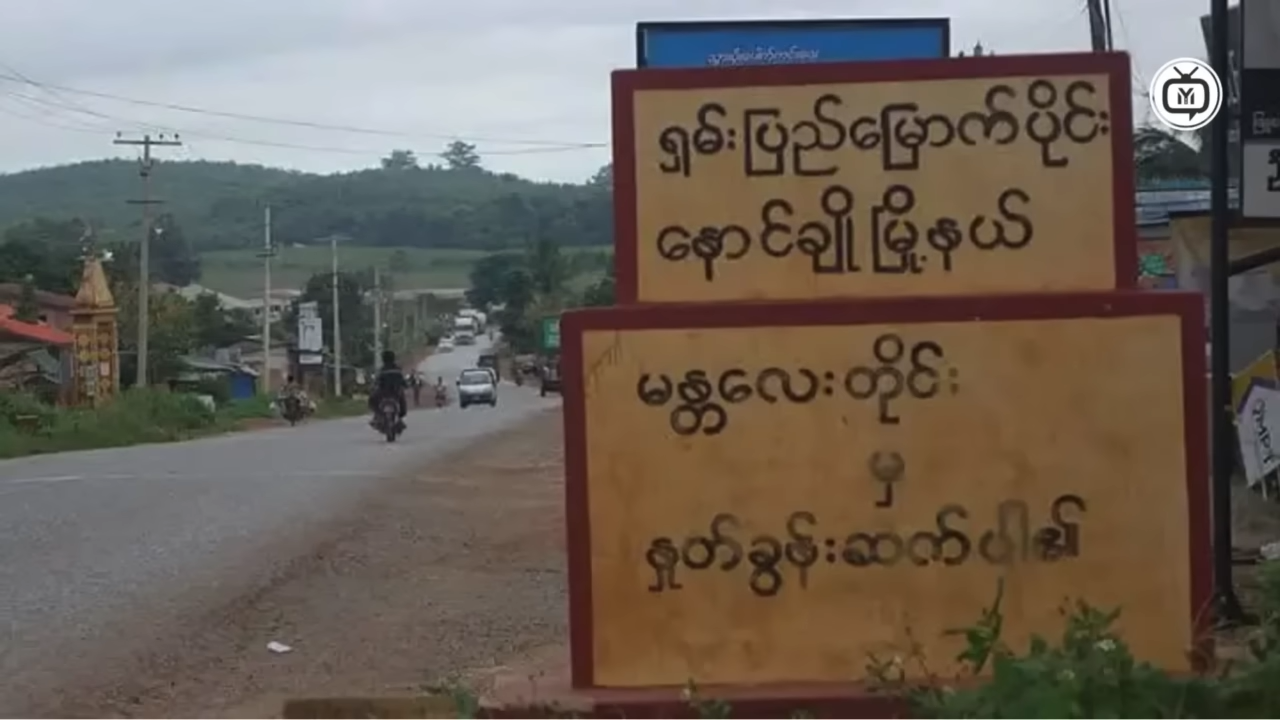 ရှမ်းပြည်မြောက်ပိုင်း
နောင်ချိုမြို့နယ်
မန္တလေးတိုင်း
မှ
နှုတ်ခွန်းဆက်ပါ၏